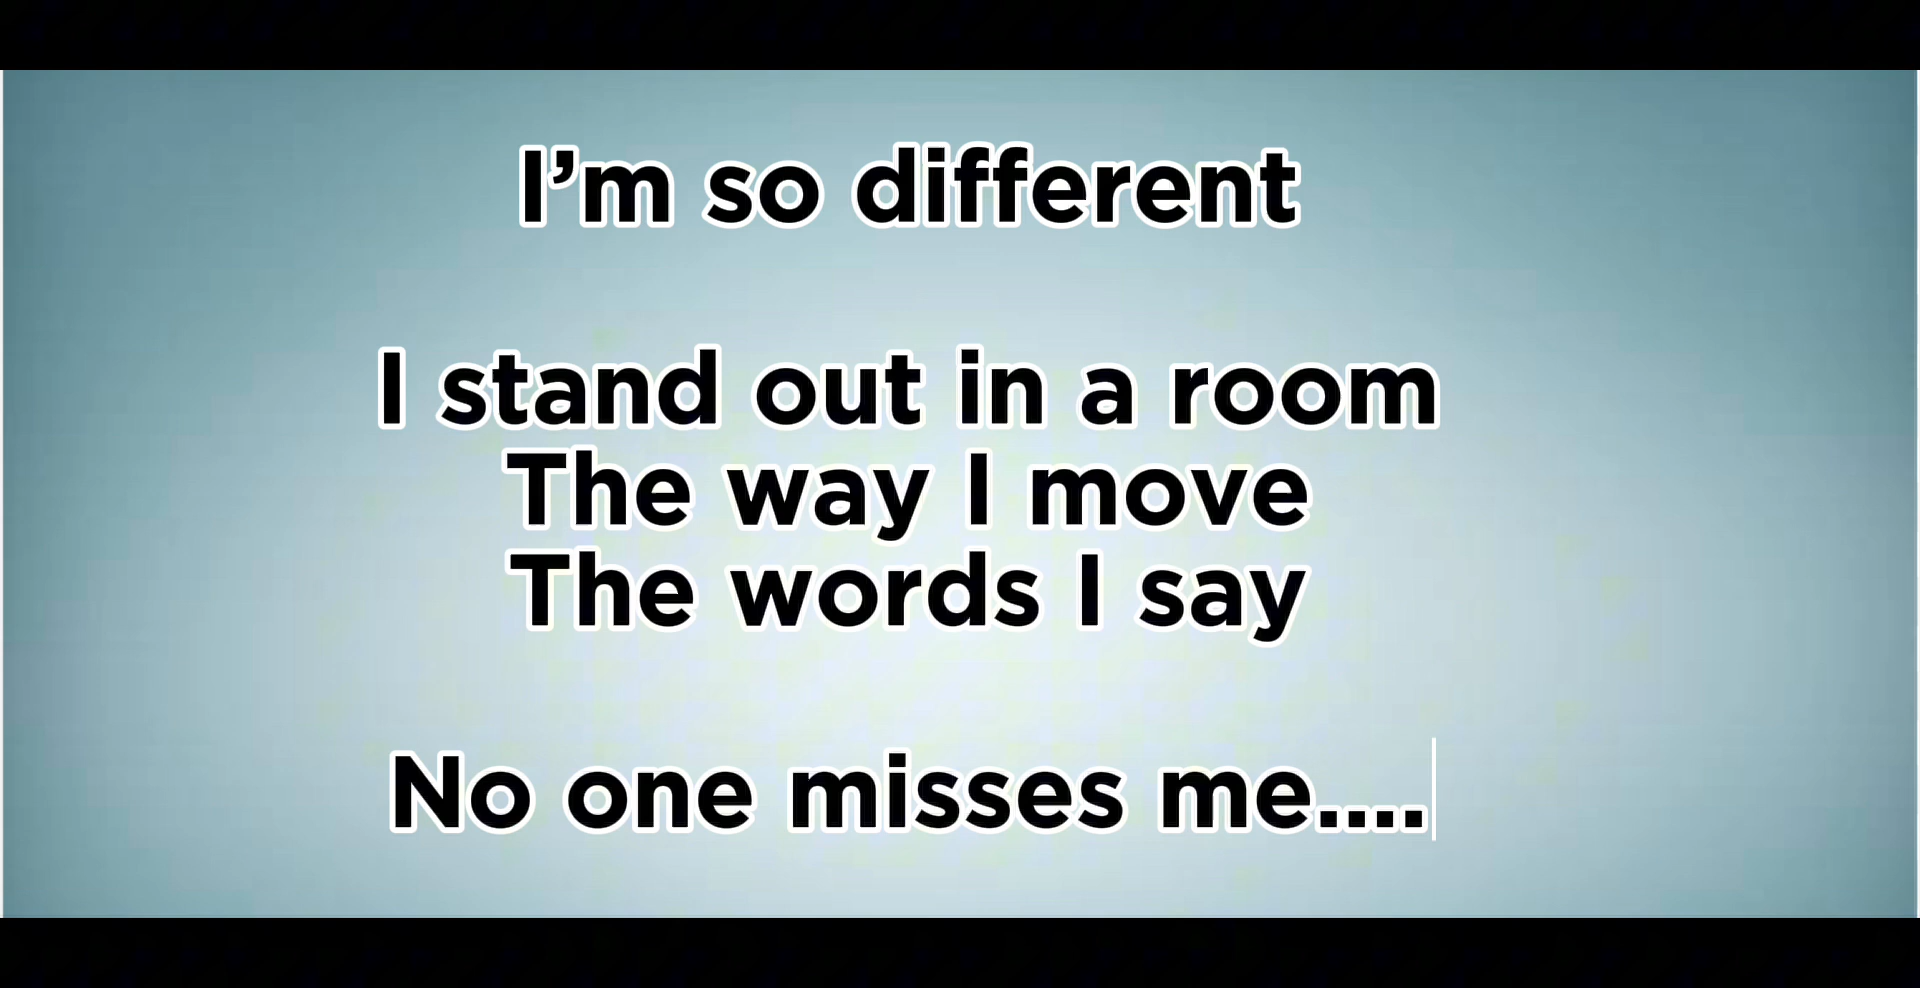 I’m so different
I stand out in a room
The way I move
The words I say
No one misses me....